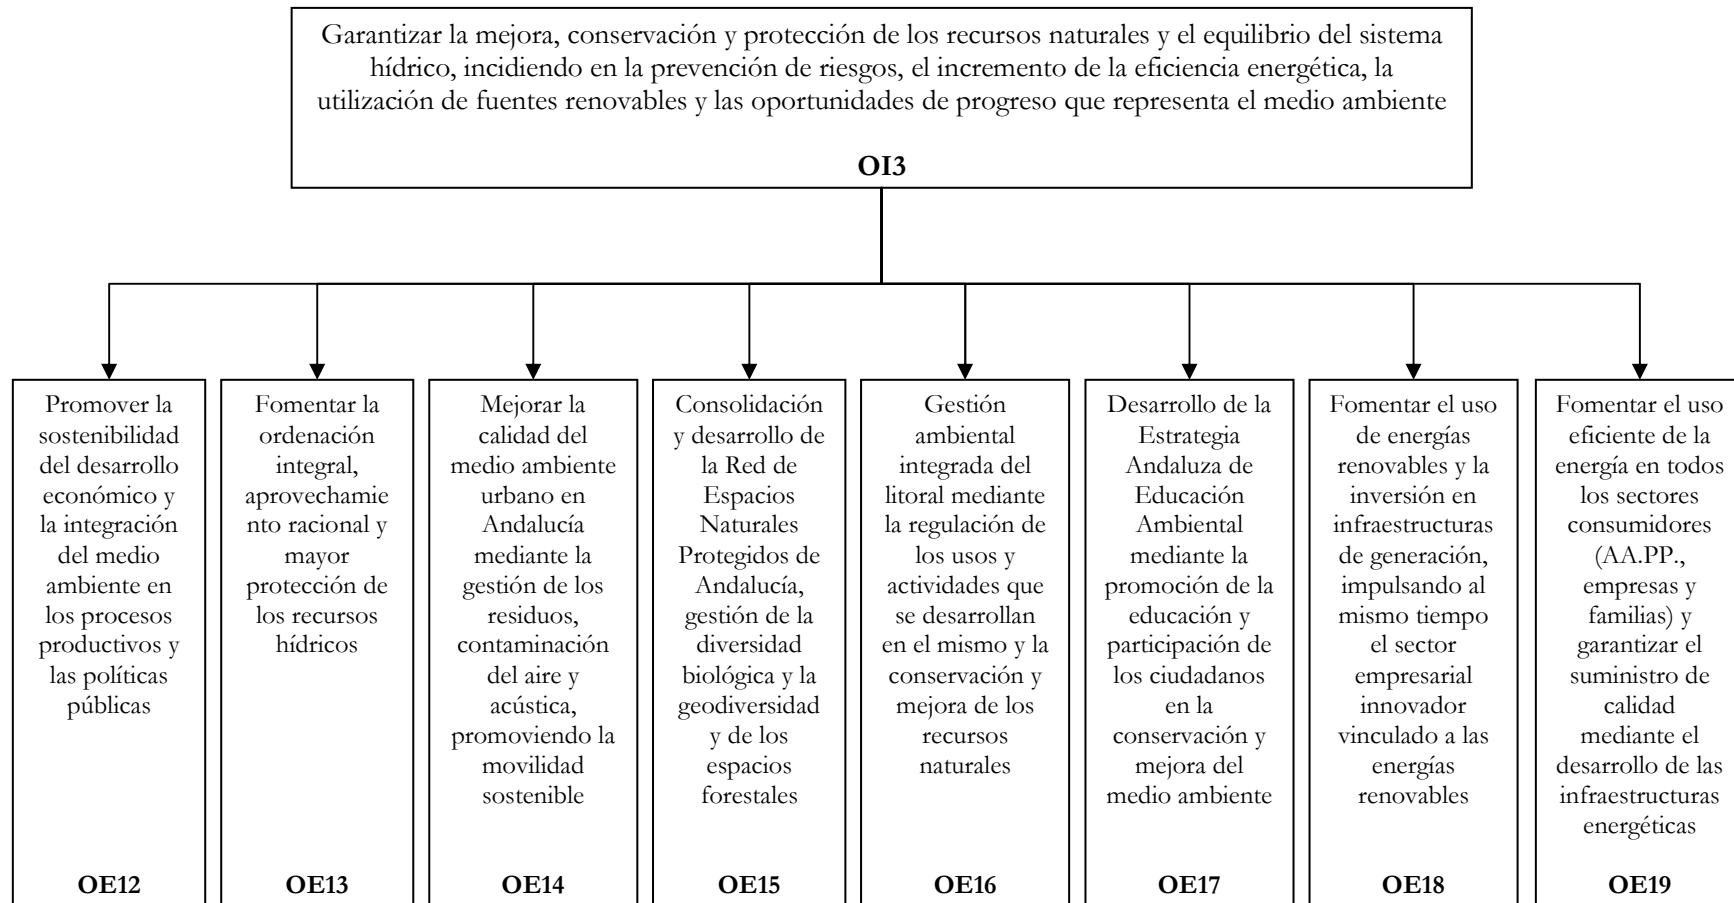 Garantizar la mejora, conservación y protección de los recursos naturales y el equilibrio del sistema
hídrico, incidiendo en la prevención de riesgos, el incremento de la eficiencia energética, la
utilización de fuentes renovables y las oportunidades de progreso que representa el medio ambiente
OI3
Promover la
sostenibilidad
del desarrollo
económico y
la integración
del medio
ambiente en
los procesos
productivos y
las políticas
públicas
OE12
Fomentar la
ordenación
integral,
aprovechamie
nto racional y
mayor
protección de
los recursos
hídricos
OE13
Mejorar la
calidad del
medio ambiente
urbano en
Andalucía
mediante la
gestión de los
residuos,
contaminación
del aire y
acústica,
promoviendo la
movilidad
sostenible
OE14
Consolidación
y desarrollo de
la Red de
Espacios
Naturales
Protegidos de
Andalucía,
gestión de la
diversidad
biológica y la
geodiversidad
y de los
espacios
forestales
OE15
Gestión
ambiental
integrada del
litoral mediante
la regulación de
los usos y
actividades que
se desarrollan
en el mismo y la
conservación y
mejora de los
recursos
naturales
OE16
Desarrollo de la
Estrategia
Andaluza de
Educación
Ambiental
mediante la
promoción de la
educación y
participación de
los ciudadanos
en la
conservación y
mejora del
medio ambiente
OE17
Fomentar el uso
de energías
renovables y la
inversión en
infraestructuras
de generación,
impulsando al
mismo tiempo
el sector
empresarial
innovador
vinculado a las
energías
renovables
OE18
Fomentar el uso
eficiente de la
energía en todos
los sectores
consumidores
(AA.PP.,
empresas y
familias) y
garantizar el
suministro de
calidad
mediante el
desarrollo de las
infraestructuras
energéticas
OE19